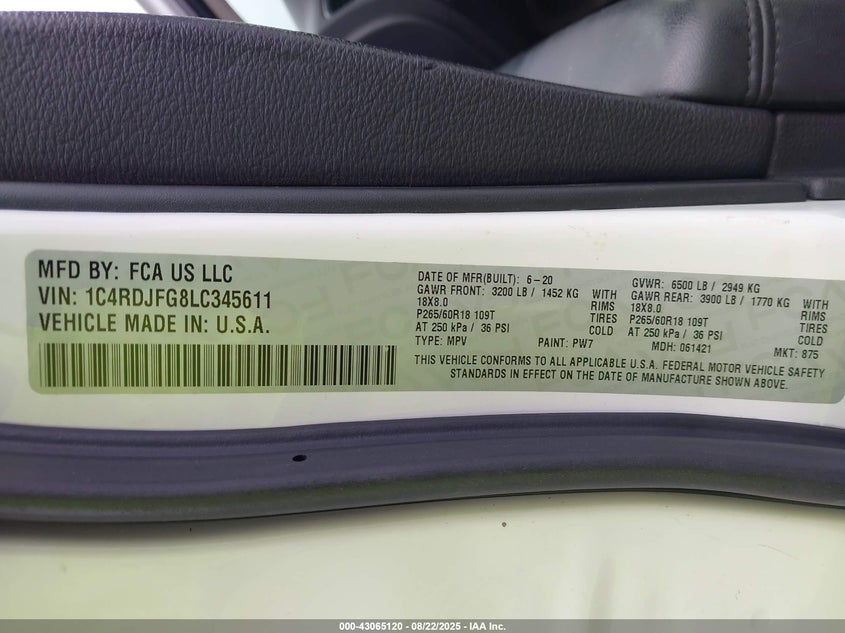 MFD BY: FCA US LLC
VIN: 1C4RDJFG8LC345611
VEHICLE MADE IN: U.S.A.
DATE OF MFR(BUILT): 6-20
GAWR FRONT: 3200 LB / 1452 KG WITH
18X8.0 RIMS
P265/60R18 109T TIRES
AT 250 kPa / 36 PSI COLD
TYPE: MPV PAINT: PW7
GVWR: 6500 LB / 2949 KG
GAWR REAR: 3900 LB / 1770 KG WITH
18X8.0 RIMS
P265/60R18 109T TIRES
AT 250 kPa / 36 PSI COLD
MDH: 061421 MKT: 875
THIS VEHICLE CONFORMS TO ALL APPLICABLE U.S.A. FEDERAL MOTOR VEHICLE SAFETY
STANDARDS IN EFFECT ON THE DATE OF MANUFACTURE SHOWN ABOVE.
000-43065120 - 08/22/2025 - IAA Inc.